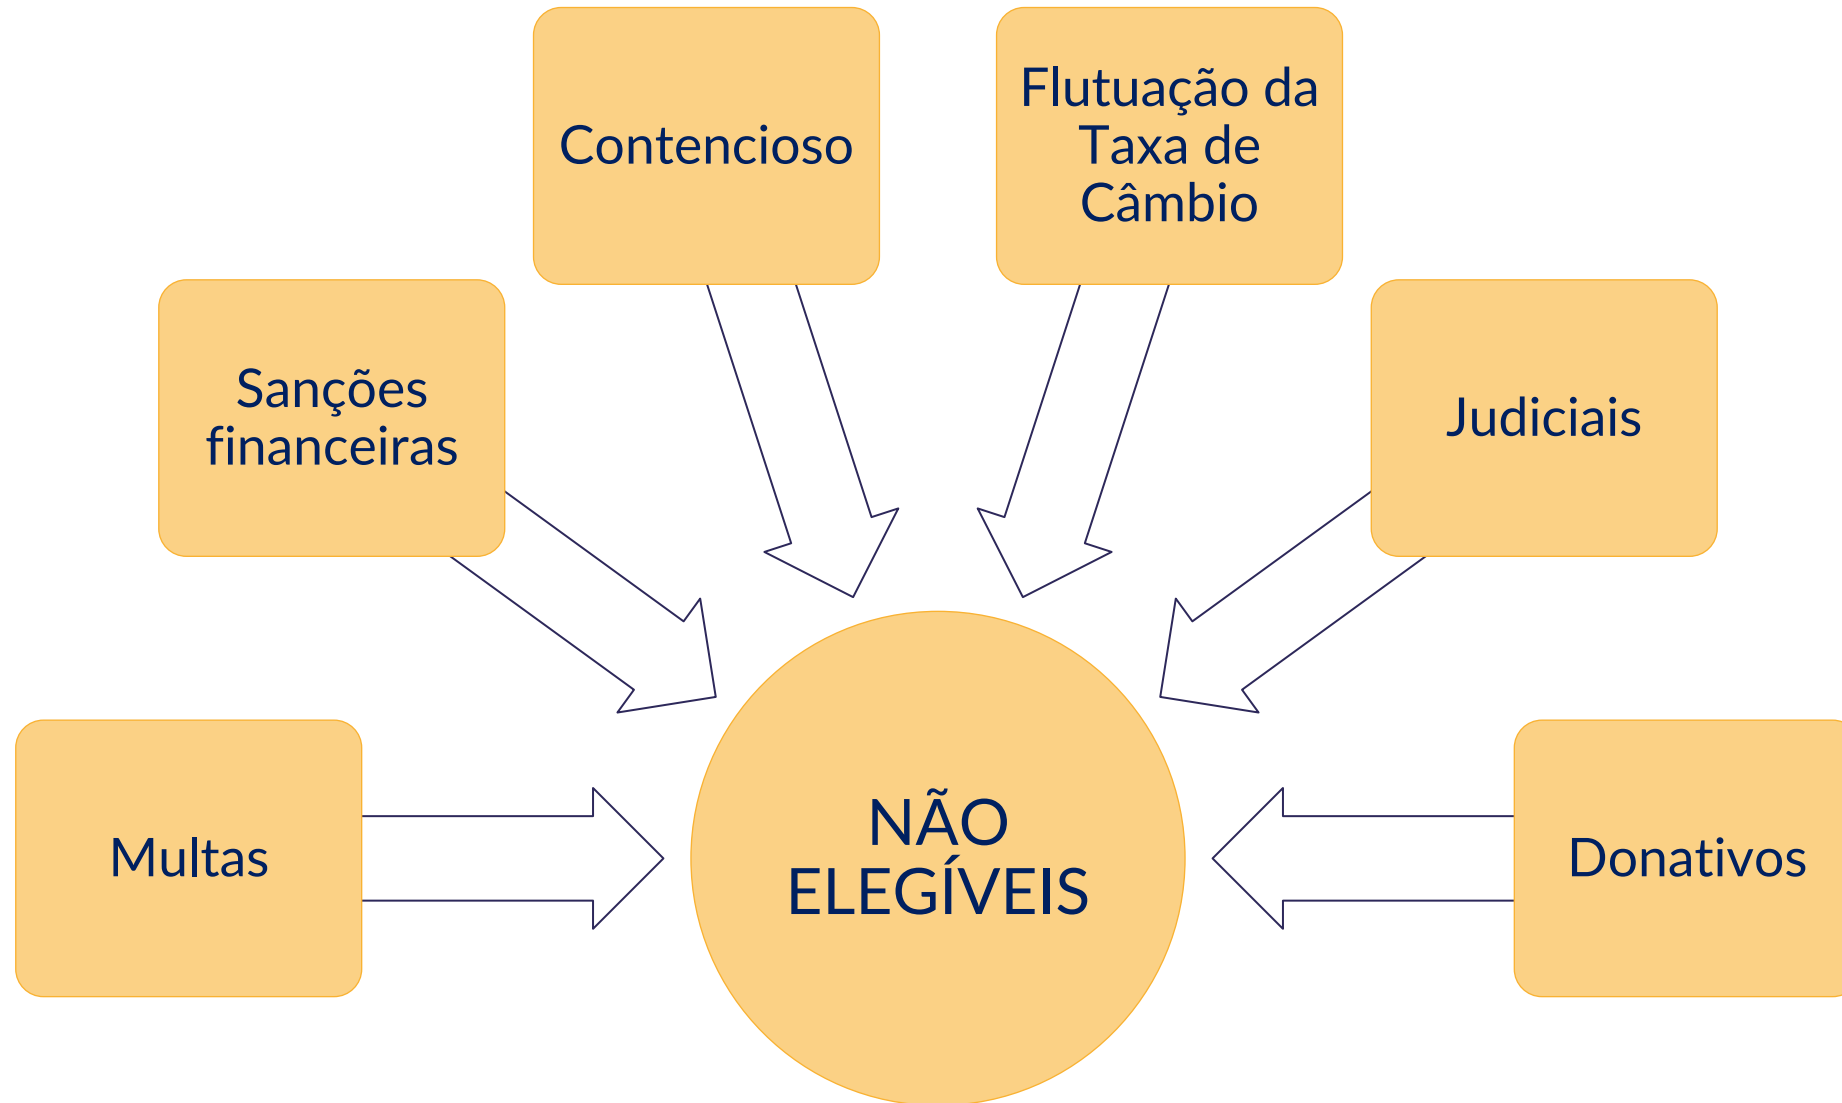 Contencioso
Flutuação da
Taxa de
Câmbio
Sanções
financeiras
Judiciais
Multas
NÃO
ELEGÍVEIS
Donativos